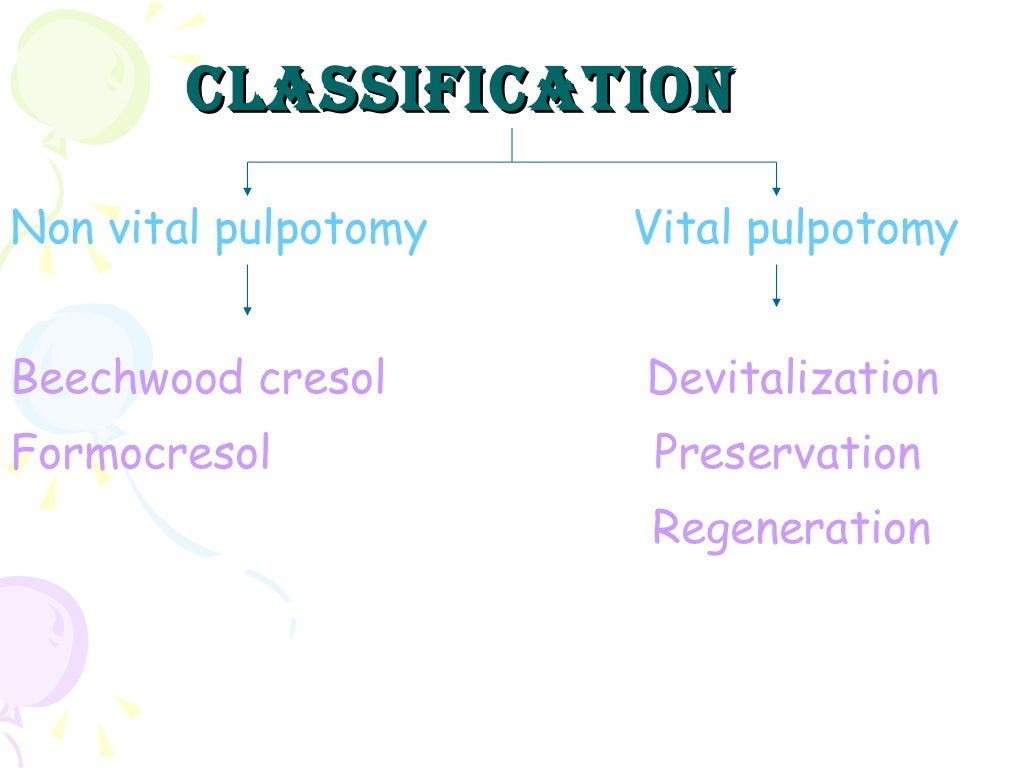 CLASSIFICATION
Non vital pulpotomy
Vital pulpotomy
Beechwood cresol
Devitalization
Formocresol
Preservation
Regeneration